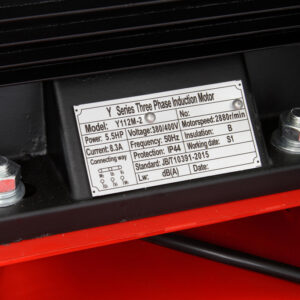 Y Series Three Phase Induction Motor
Model: Y112M-2 No:
Power: 5.5HP Voltage: 380/400V Motorspeed: 2880r/min
Current: 8.3A Frequency: 50Hz Insulation: B
Connecting way Protection: IP44 Working date: S1
Standard: JB/T10391-2015
Lw: dB(A) Date: